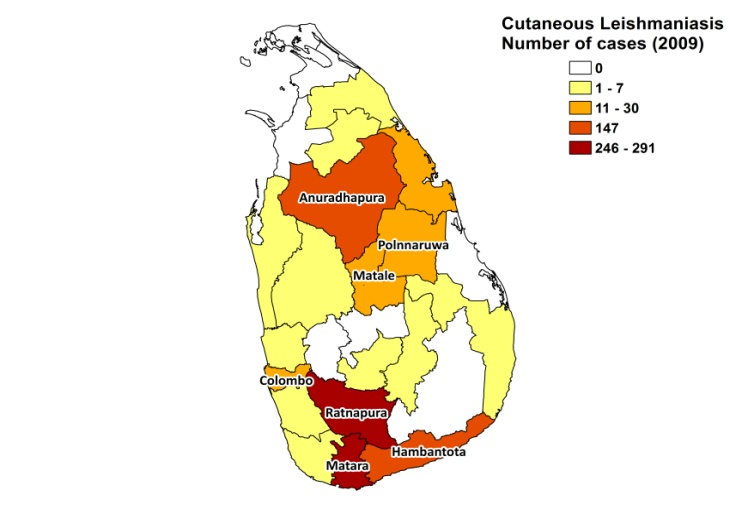 Cutaneous Leishmaniasis
Number of cases (2009)
0
1 - 7
11 - 30
147
246 - 291
Anuradhapura
Polnnaruwa
Matale
Colombo
Ratnapura
Hambantota
Matara